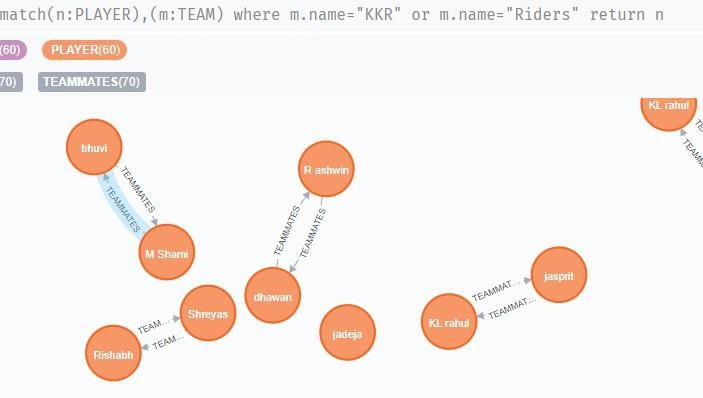 match(n:PLAYER),(m:TEAM) where m.name="KKR" or m.name="Riders" return n
(60) PLAYER(60)
70) TEAMMATES(70)
KL rahul
TEAMM
bhuvi
TEAMMATES
TEAMMATES
M Shami
R ashwin
TEAMMATES
TEAMMATES
dhawan
jasprit
TEAMMAT...
TEAMMAT...
KL rahul
Shreyas
TEAM...
TEAM...
Rishabh
jadeja